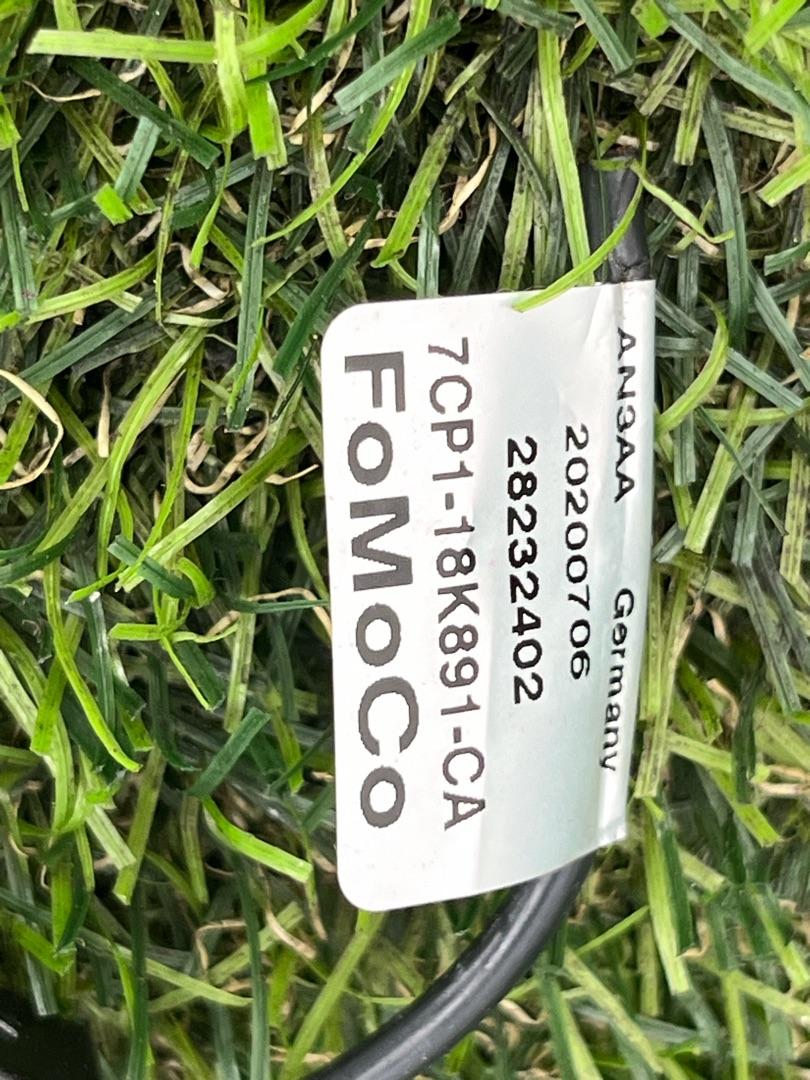 FoMoCo
7CP1-18K891-CA
28232402
20200706
AN3AA Germany